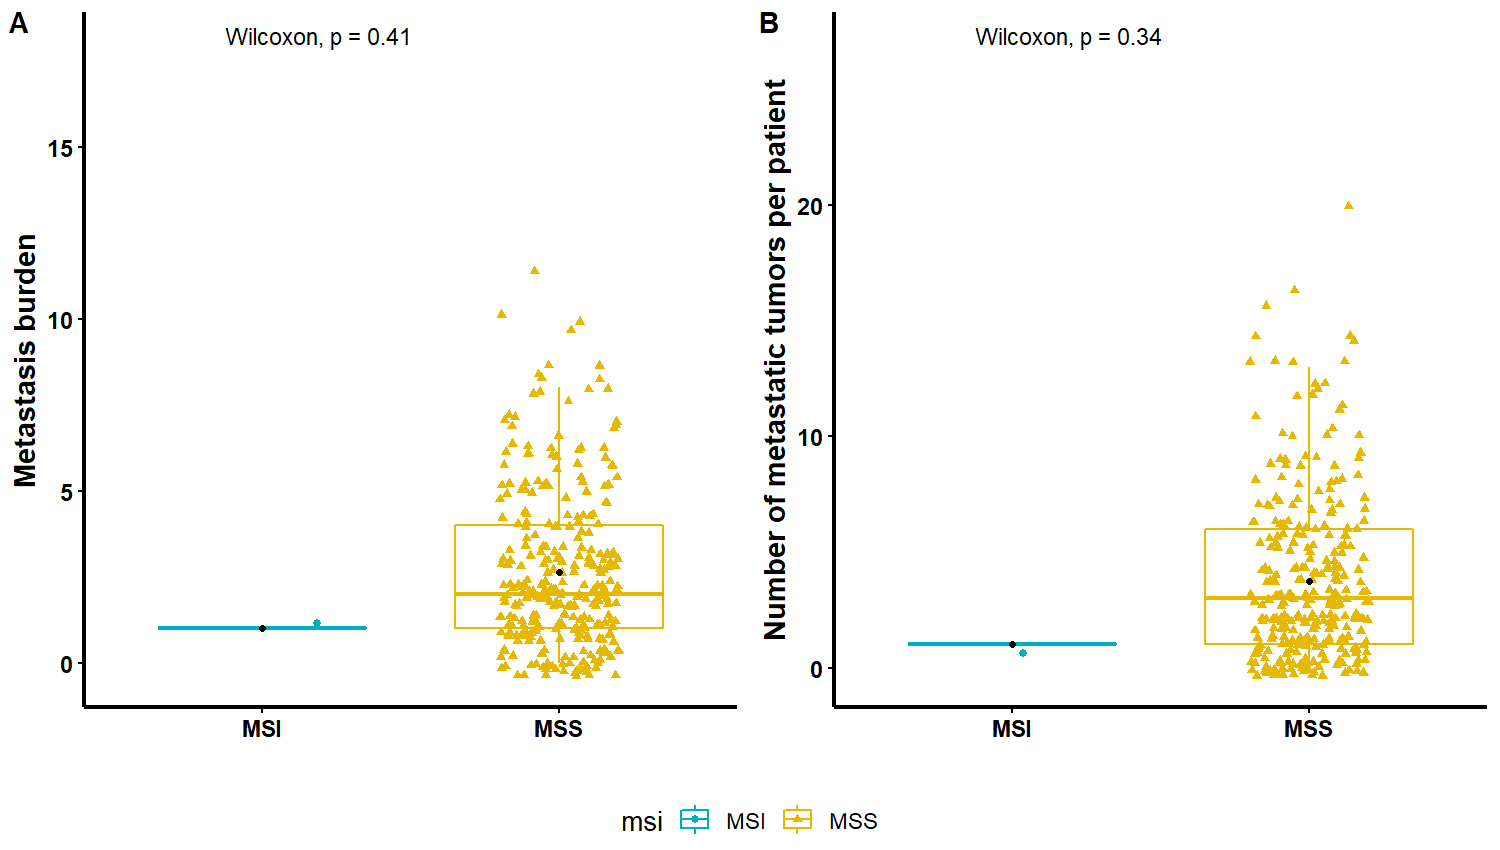 A
Wilcoxon, p = 0.41
Metastasis burden
15
10
5
0
MSI
MSS
B
Wilcoxon, p = 0.34
Number of metastatic tumors per patient
20
10
0
MSI
MSS
msi
MSI
MSS